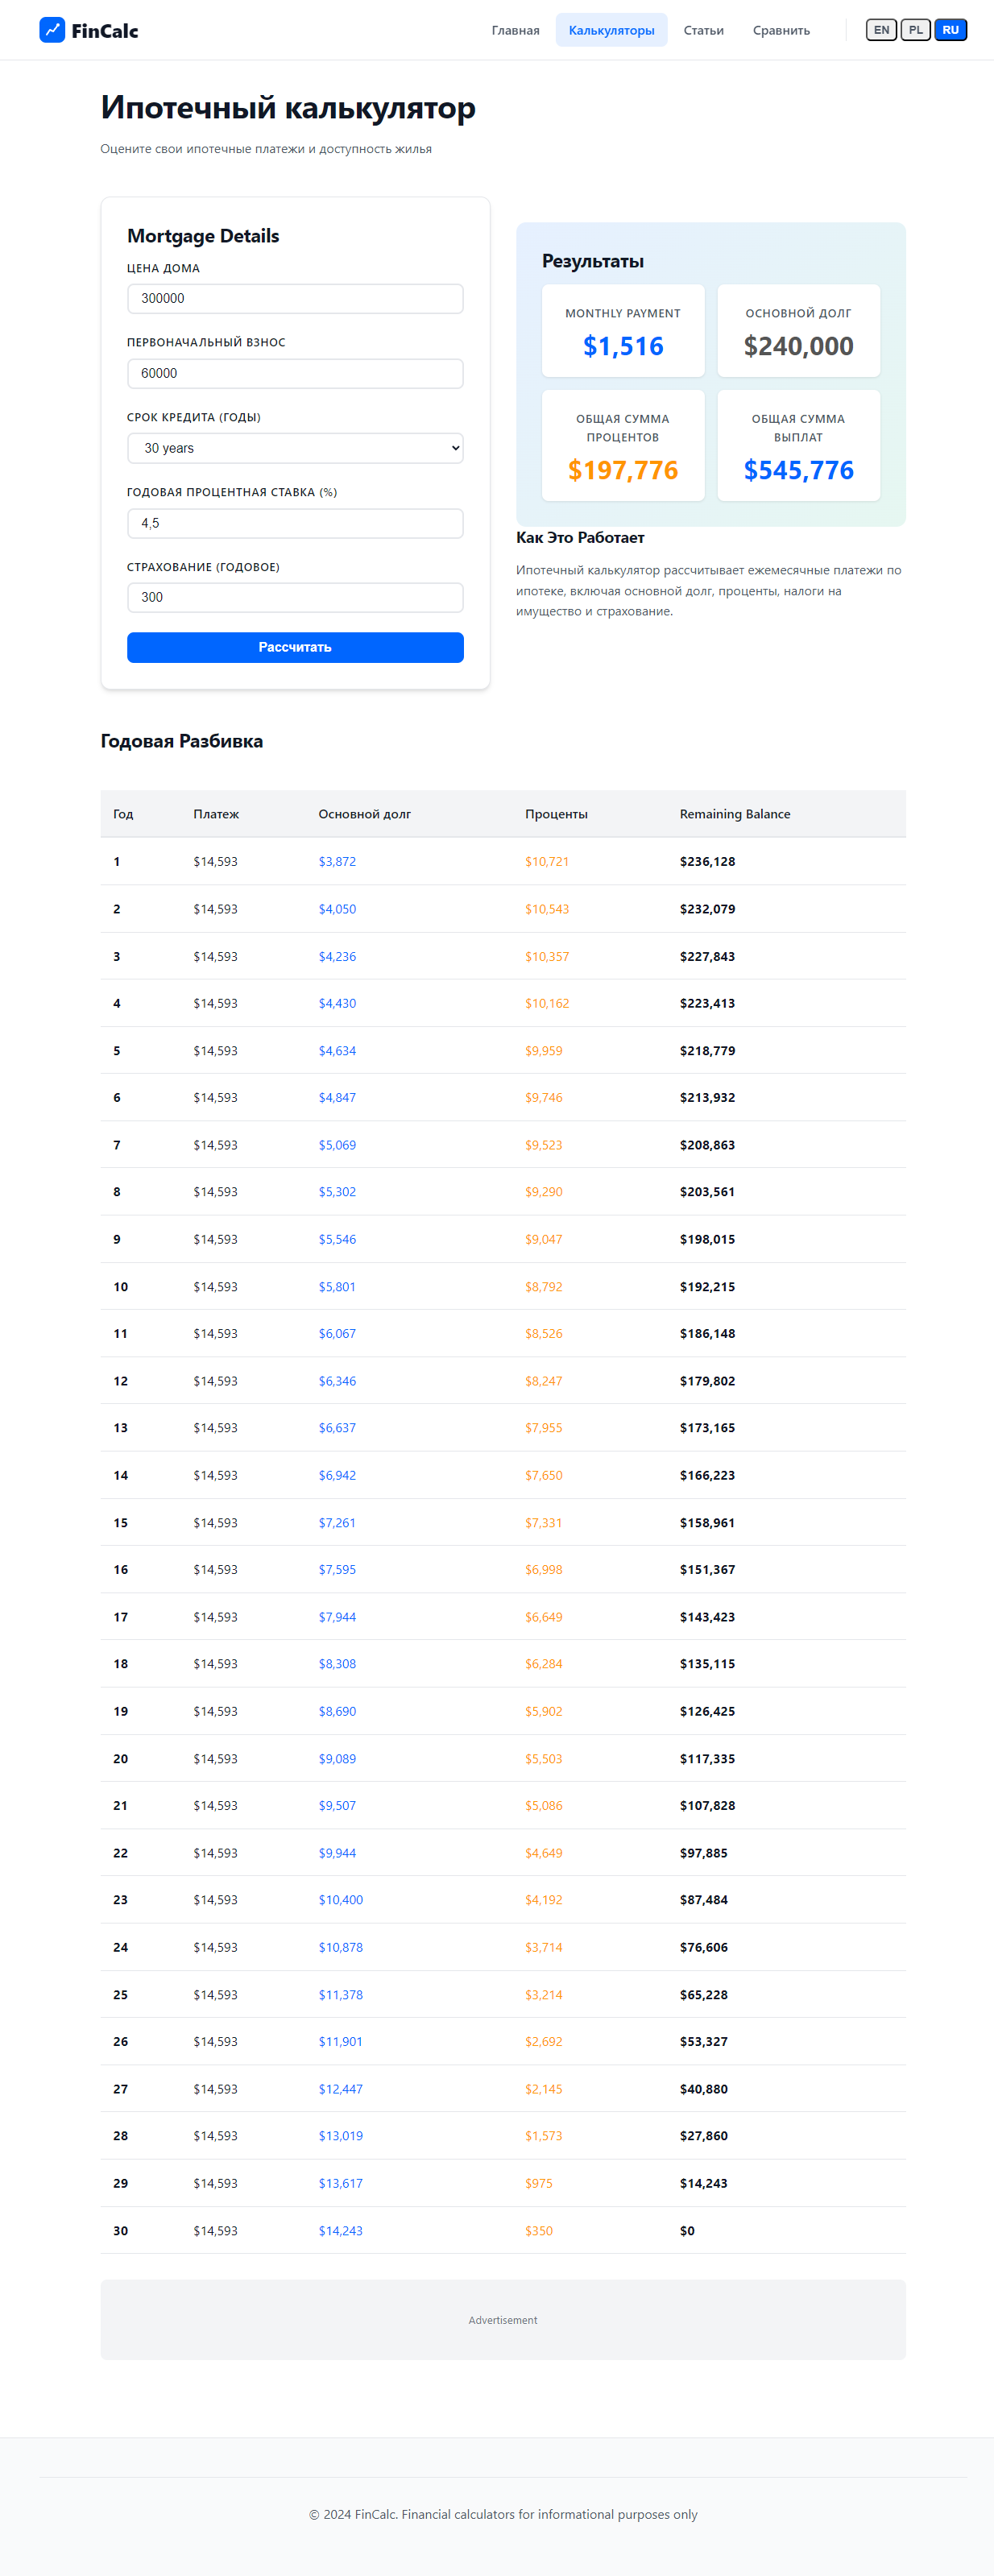 FinCalc
Главная Калькуляторы Статьи Сравнить EN PL RU
Ипотечный калькулятор
Оцените свои ипотечные платежи и доступность жилья
Mortgage Details
ЦЕНА ДОМА
300000
ПЕРВОНАЧАЛЬНЫЙ ВЗНОС
60000
СРОК КРЕДИТА (ГОДЫ)
30 years
ГОДОВАЯ ПРОЦЕНТНАЯ СТАВКА (%)
4,5
СТРАХОВАНИЕ (ГОДОВОЕ)
300
Рассчитать
Результаты
MONTHLY PAYMENT
$1,516
ОСНОВНОЙ ДОЛГ
$240,000
ОБЩАЯ СУММА
ПРОЦЕНТОВ
$197,776
ОБЩАЯ СУММА
ВЫПЛАТ
$545,776
Как Это Работает
Ипотечный калькулятор рассчитывает ежемесячные платежи по
ипотеке, включая основной долг, проценты, налоги на
имущество и страхование.
Годовая Разбивка
Год Платеж Основной долг Проценты Remaining Balance
1 $14,593 $3,872 $10,721 $236,128
2 $14,593 $4,050 $10,543 $232,079
3 $14,593 $4,236 $10,357 $227,843
4 $14,593 $4,430 $10,162 $223,413
5 $14,593 $4,634 $9,959 $218,779
6 $14,593 $4,847 $9,746 $213,932
7 $14,593 $5,069 $9,523 $208,863
8 $14,593 $5,302 $9,290 $203,561
9 $14,593 $5,546 $9,047 $198,015
10 $14,593 $5,801 $8,792 $192,215
11 $14,593 $6,067 $8,526 $186,148
12 $14,593 $6,346 $8,247 $179,802
13 $14,593 $6,637 $7,955 $173,165
14 $14,593 $6,942 $7,650 $166,223
15 $14,593 $7,261 $7,331 $158,961
16 $14,593 $7,595 $6,998 $151,367
17 $14,593 $7,944 $6,649 $143,423
18 $14,593 $8,308 $6,284 $135,115
19 $14,593 $8,690 $5,902 $126,425
20 $14,593 $9,089 $5,503 $117,335
21 $14,593 $9,507 $5,086 $107,828
22 $14,593 $9,944 $4,649 $97,885
23 $14,593 $10,400 $4,192 $87,484
24 $14,593 $10,878 $3,714 $76,606
25 $14,593 $11,378 $3,214 $65,228
26 $14,593 $11,901 $2,692 $53,327
27 $14,593 $12,447 $2,145 $40,880
28 $14,593 $13,019 $1,573 $27,860
29 $14,593 $13,617 $975 $14,243
30 $14,593 $14,243 $350 $0
Advertisement
© 2024 FinCalc. Financial calculators for informational purposes only